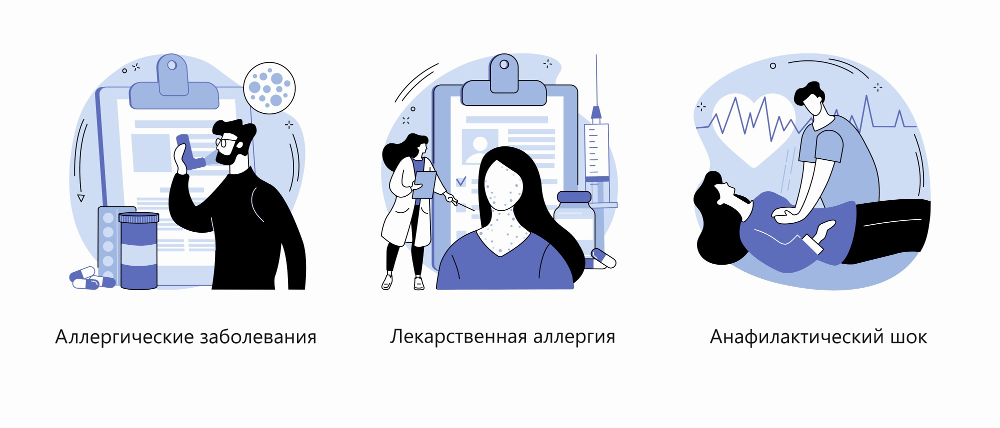 Аллергические заболевания
Лекарственная аллергия
Анафилактический шок